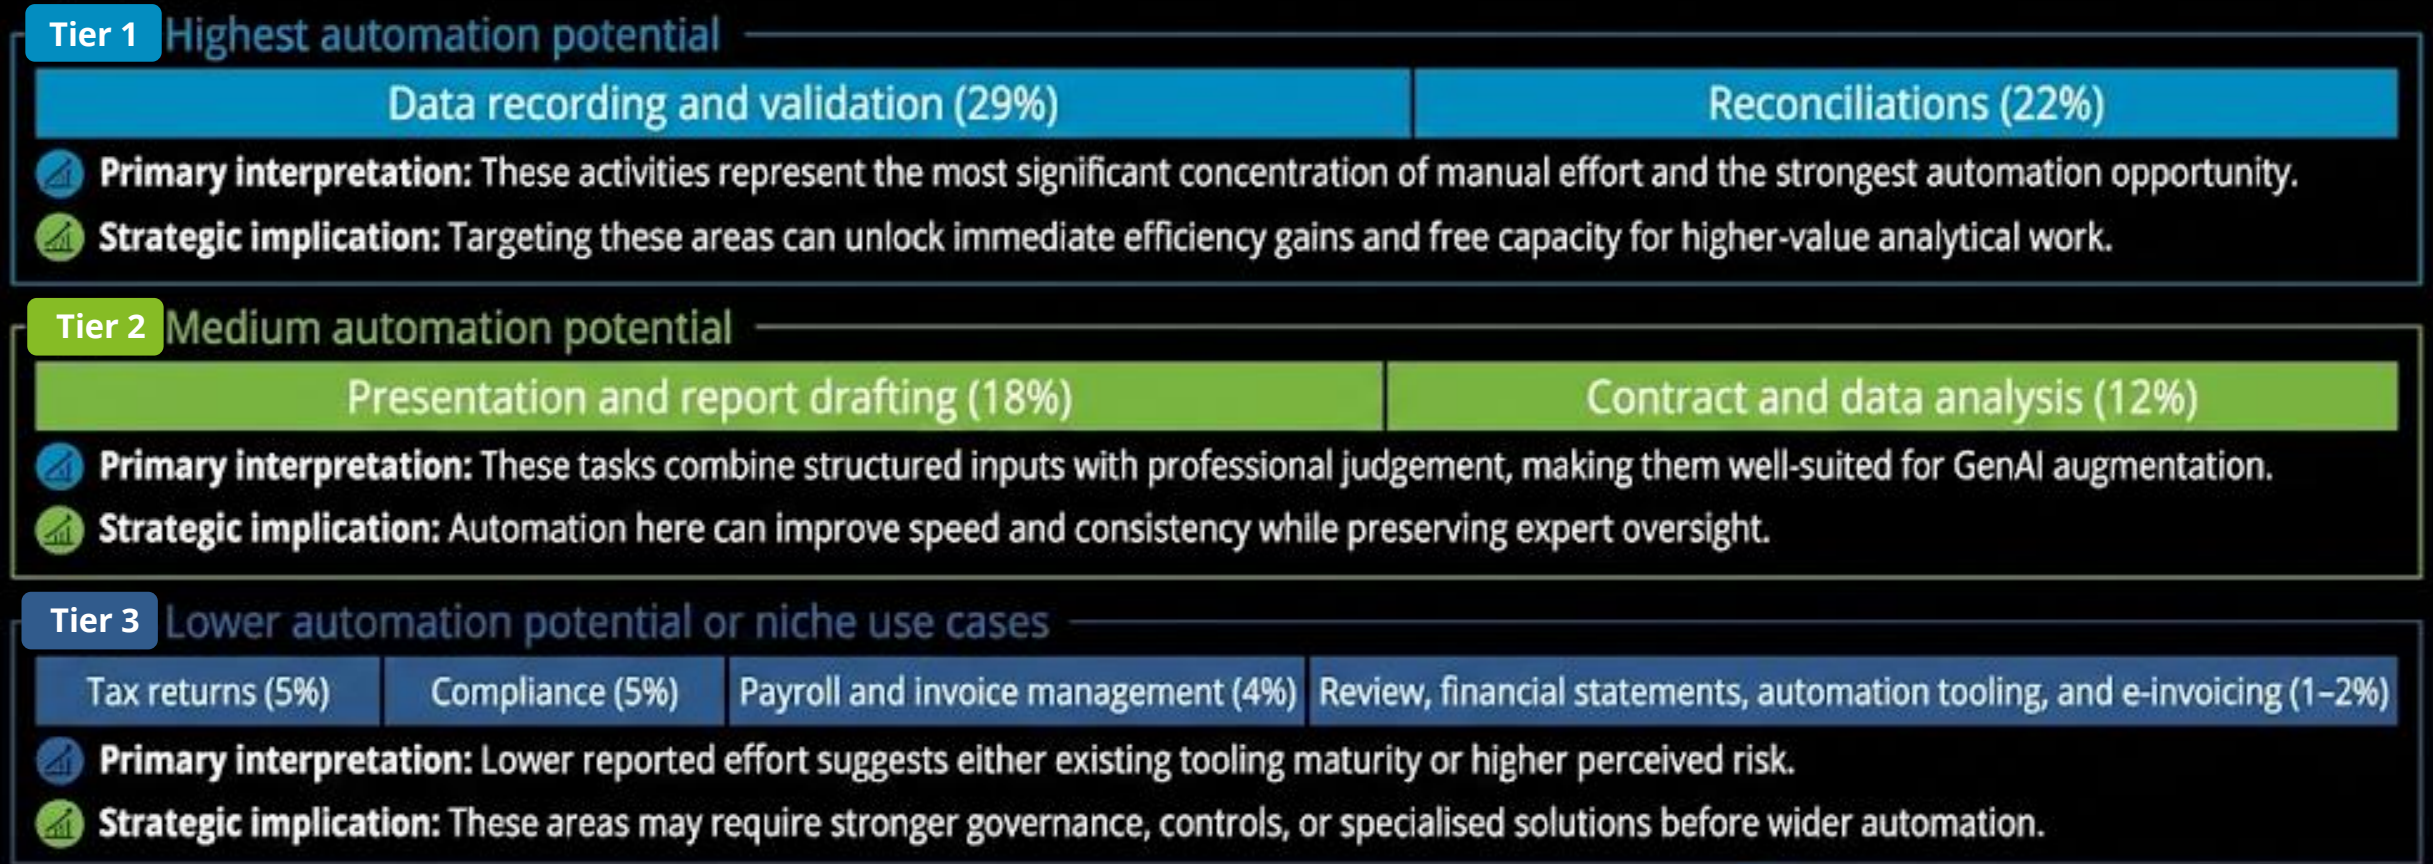 Tier 1 Highest automation potential
Data recording and validation (29%) Reconciliations (22%)
Primary interpretation: These activities represent the most significant concentration of manual effort and the strongest automation opportunity.
Strategic implication: Targeting these areas can unlock immediate efficiency gains and free capacity for higher-value analytical work.
Tier 2 Medium automation potential
Presentation and report drafting (18%) Contract and data analysis (12%)
Primary interpretation: These tasks combine structured inputs with professional judgement, making them well-suited for GenAI augmentation.
Strategic implication: Automation here can improve speed and consistency while preserving expert oversight.
Tier 3 Lower automation potential or niche use cases
Tax returns (5%) Compliance (5%) Payroll and invoice management (4%) Review, financial statements, automation tooling, and e-invoicing (1–2%)
Primary interpretation: Lower reported effort suggests either existing tooling maturity or higher perceived risk.
Strategic implication: These areas may require stronger governance, controls, or specialised solutions before wider automation.